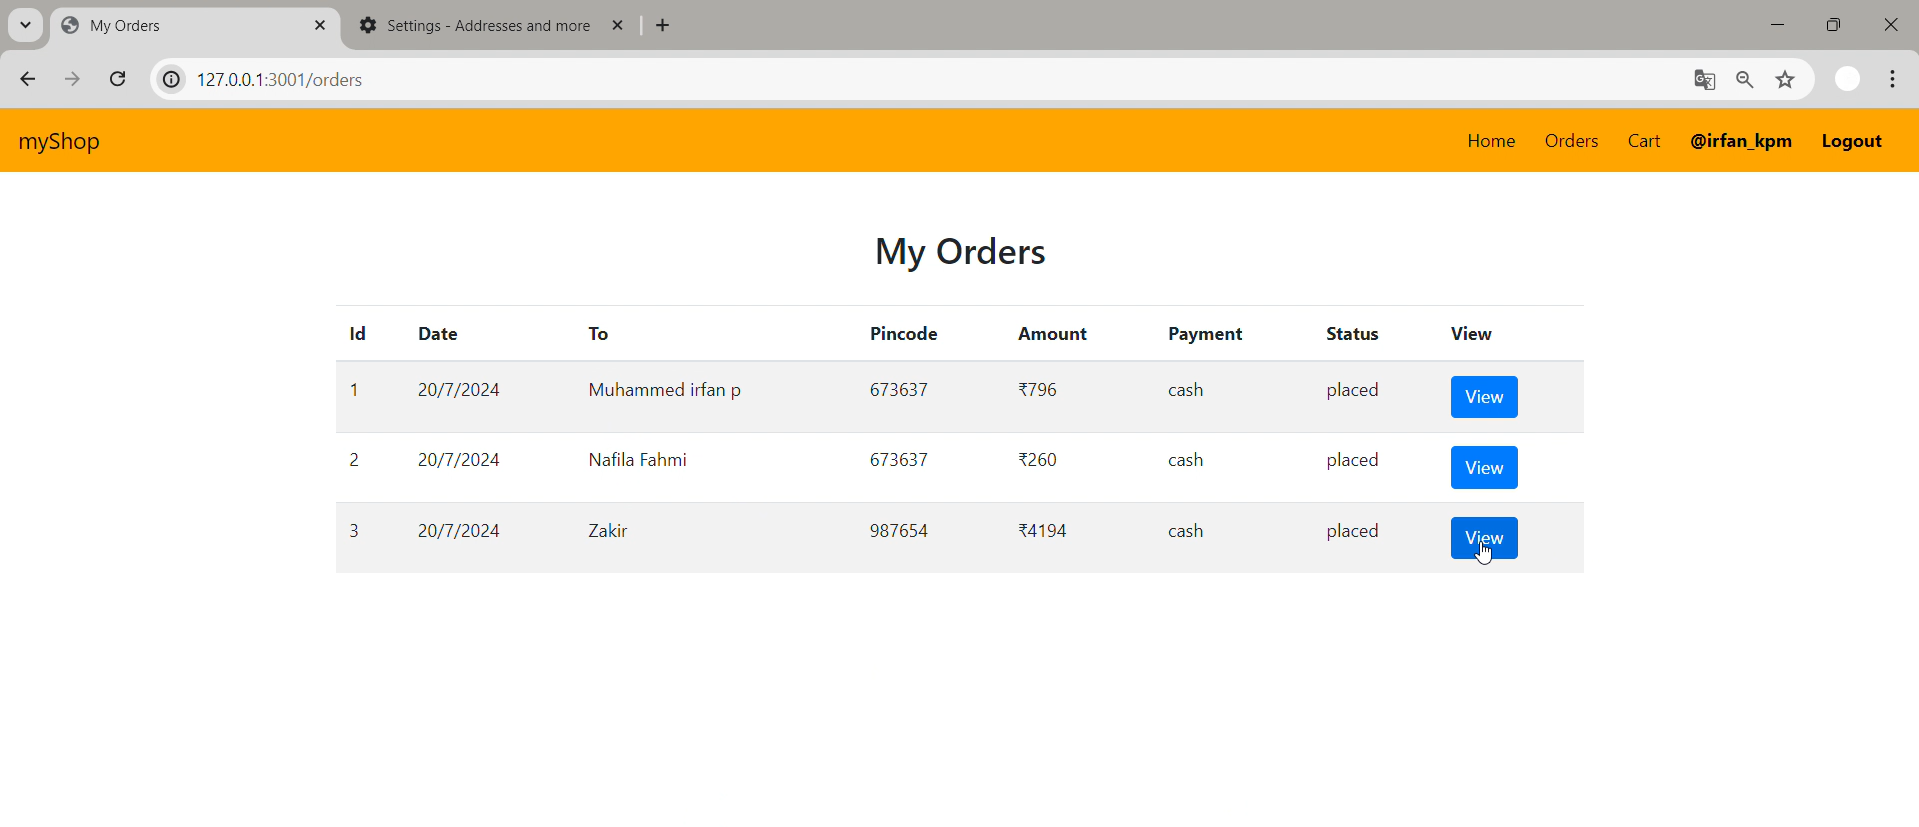 My Orders
Settings - Addresses and more
127.0.0.1:3001/orders
myShop Home Orders Cart @irfan_kpm Logout
My Orders
Id Date To Pincode Amount Payment Status View
1 20/7/2024 Muhammed irfan p 673637 ₹796 cash placed View
2 20/7/2024 Nafila Fahmi 673637 ₹260 cash placed View
3 20/7/2024 Zakir 987654 ₹4194 cash placed View